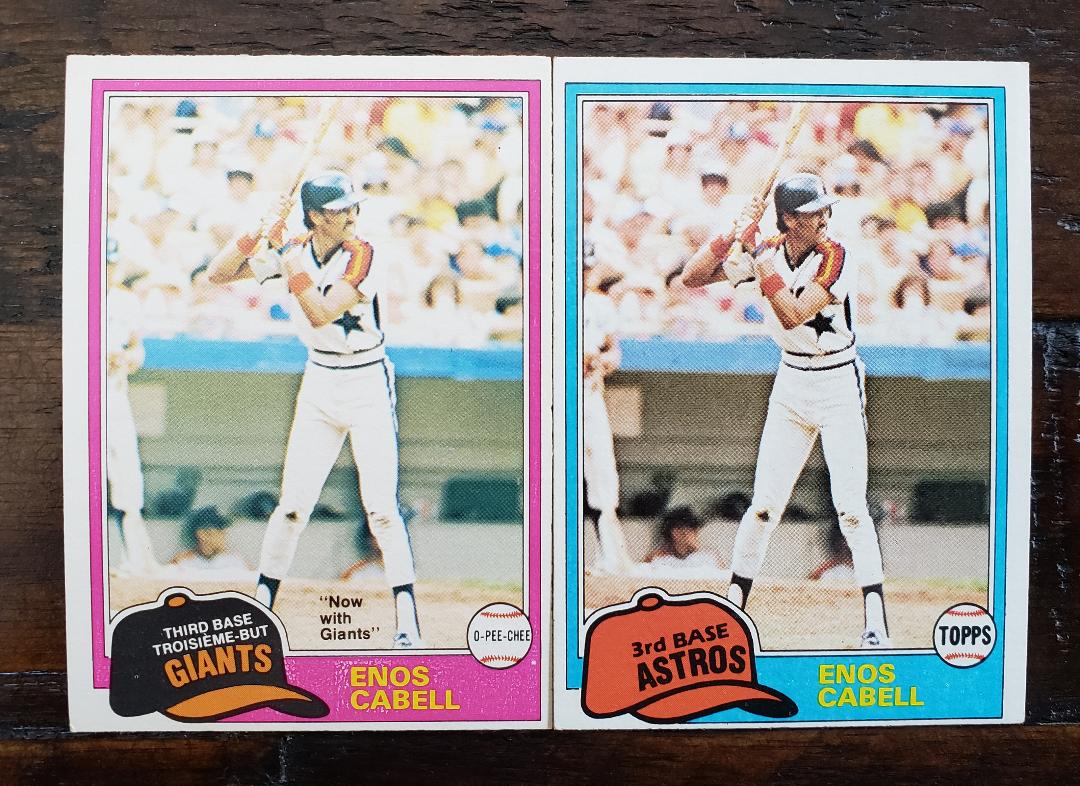 "Now
with
Giants"
THIRD BASE
TROISIÈME-BUT
GIANTS
O-PEE-CHEE
ENOS
CABELL
3rd BASE
ASTROS
TOPPS
ENOS
CABELL